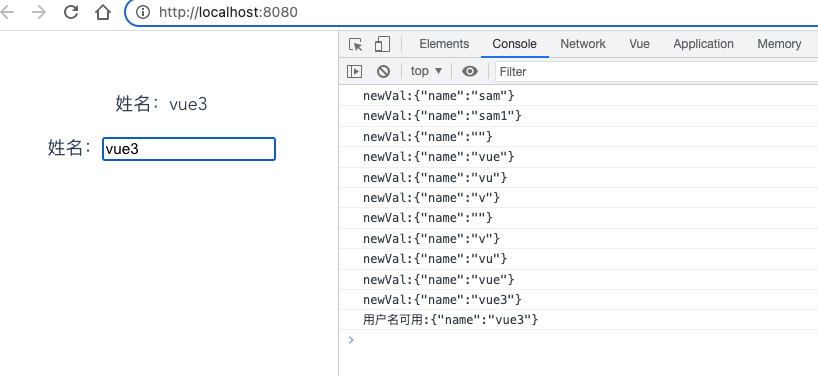 http://localhost:8080
Elements Console Network Vue Application Memory
top ▼ Filter
姓名：vue3
姓名：vue3
newVal:{"name":"sam"}
newVal:{"name":"sam1"}
newVal:{"name":""}
newVal:{"name":"vue"}
newVal:{"name":"vu"}
newVal:{"name":"v"}
newVal:{"name":""}
newVal:{"name":"v"}
newVal:{"name":"vu"}
newVal:{"name":"vue"}
newVal:{"name":"vue3"}
用户名可用:{"name":"vue3"}